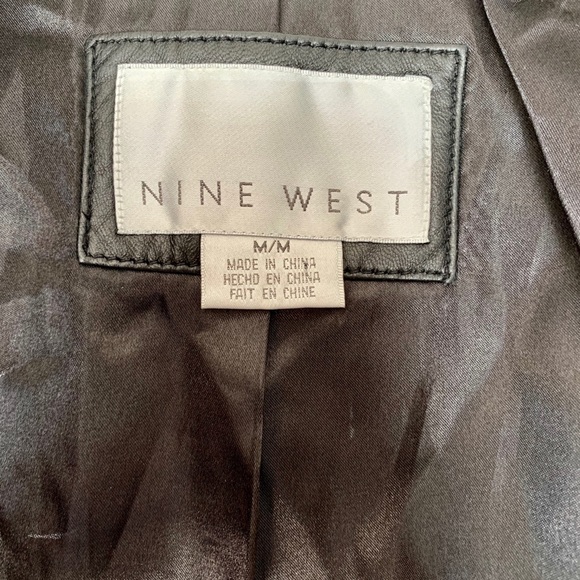 NINE WEST
M/M
MADE IN CHINA
HECHO EN CHINA
FAIT EN CHINE